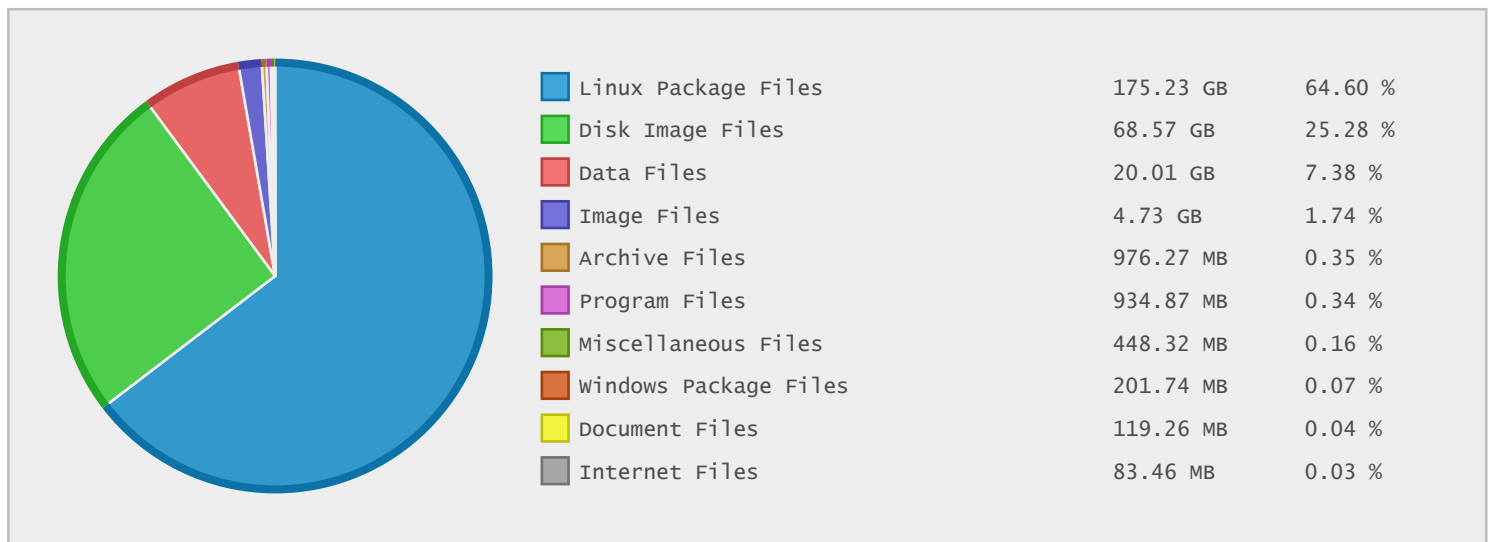 Linux Package Files 175.23 GB 64.60 %
Disk Image Files 68.57 GB 25.28 %
Data Files 20.01 GB 7.38 %
Image Files 4.73 GB 1.74 %
Archive Files 976.27 MB 0.35 %
Program Files 934.87 MB 0.34 %
Miscellaneous Files 448.32 MB 0.16 %
Windows Package Files 201.74 MB 0.07 %
Document Files 119.26 MB 0.04 %
Internet Files 83.46 MB 0.03 %